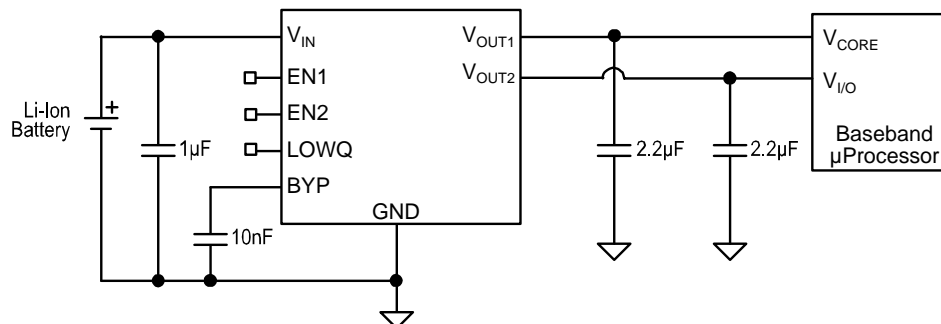 V_IN
V_OUT1
V_CORE
EN1
V_OUT2
V_I/O
Li-Ion
Battery
+
EN2
1µF
LOWQ
2.2µF
2.2µF
Baseband
µProcessor
BYP
GND
10nF